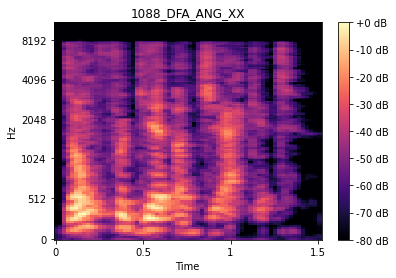 1088_DFA_ANG_XX
Hz
8192
4096
2048
1024
512
0
0
0.5
1
1.5
Time
+0 dB
-10 dB
-20 dB
-30 dB
-40 dB
-50 dB
-60 dB
-70 dB
-80 dB